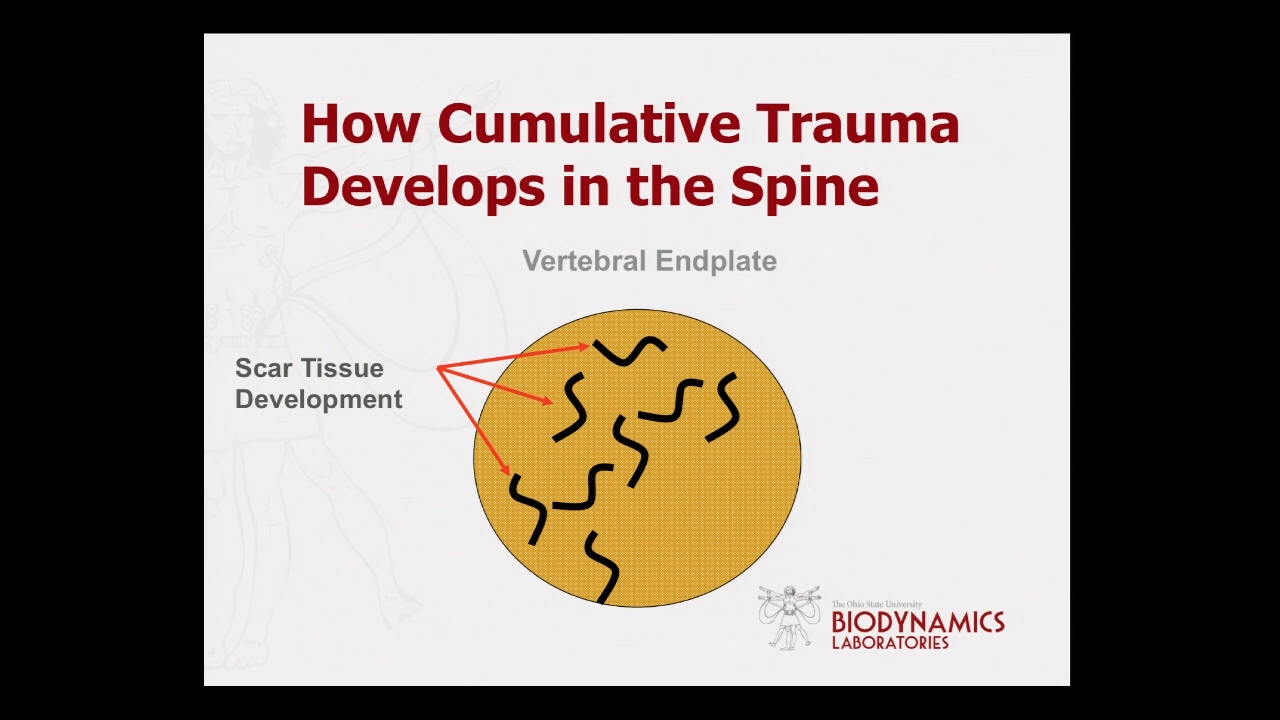 How Cumulative Trauma
Develops in the Spine
Vertebral Endplate
Scar Tissue
Development
The Ohio State University
BIODYNAMICS
LABORATORIES